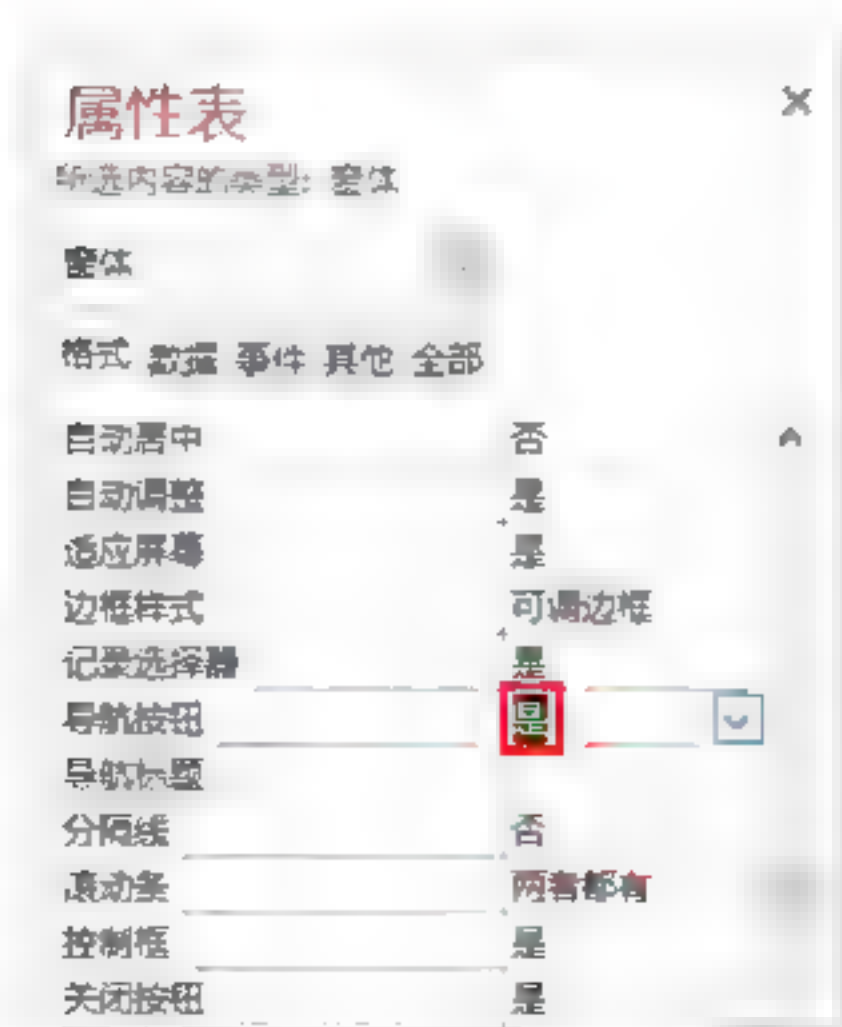 属性表
所选内容的类型: 窗体
窗体
格式 数据 事件 其他 全部
自动居中 否
自动调整 是
适应屏幕 是
边框样式 可调边框
记录选择器 是
导航按钮 是
导航标题
分隔线 否
滚动条 两者都有
控制框 是
关闭按钮 是